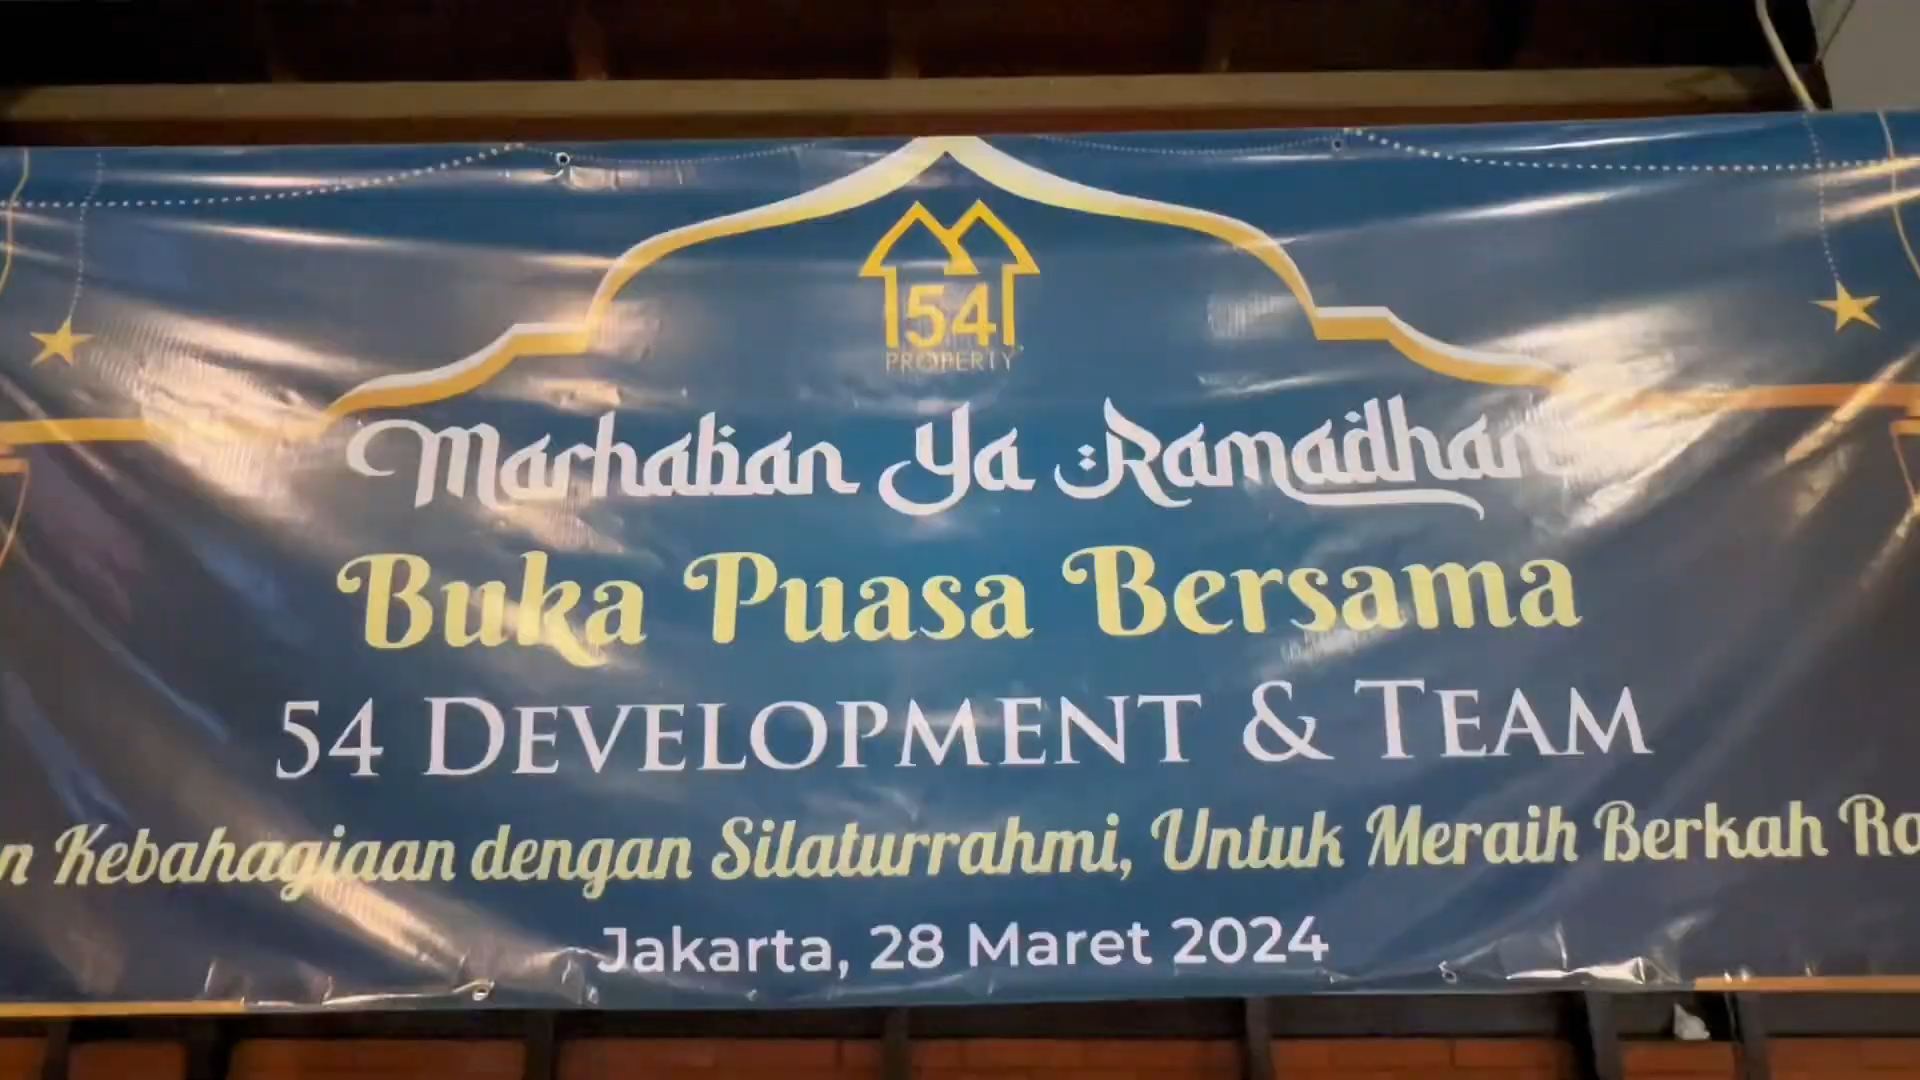 54
PROPERTY
Marhaban Ya Ramadhan
Buka Puasa Bersama
54 DEVELOPMENT & TEAM
Kebahagiaan dengan Silaturrahmi, Untuk Meraih Berkah
Jakarta, 28 Maret 2024